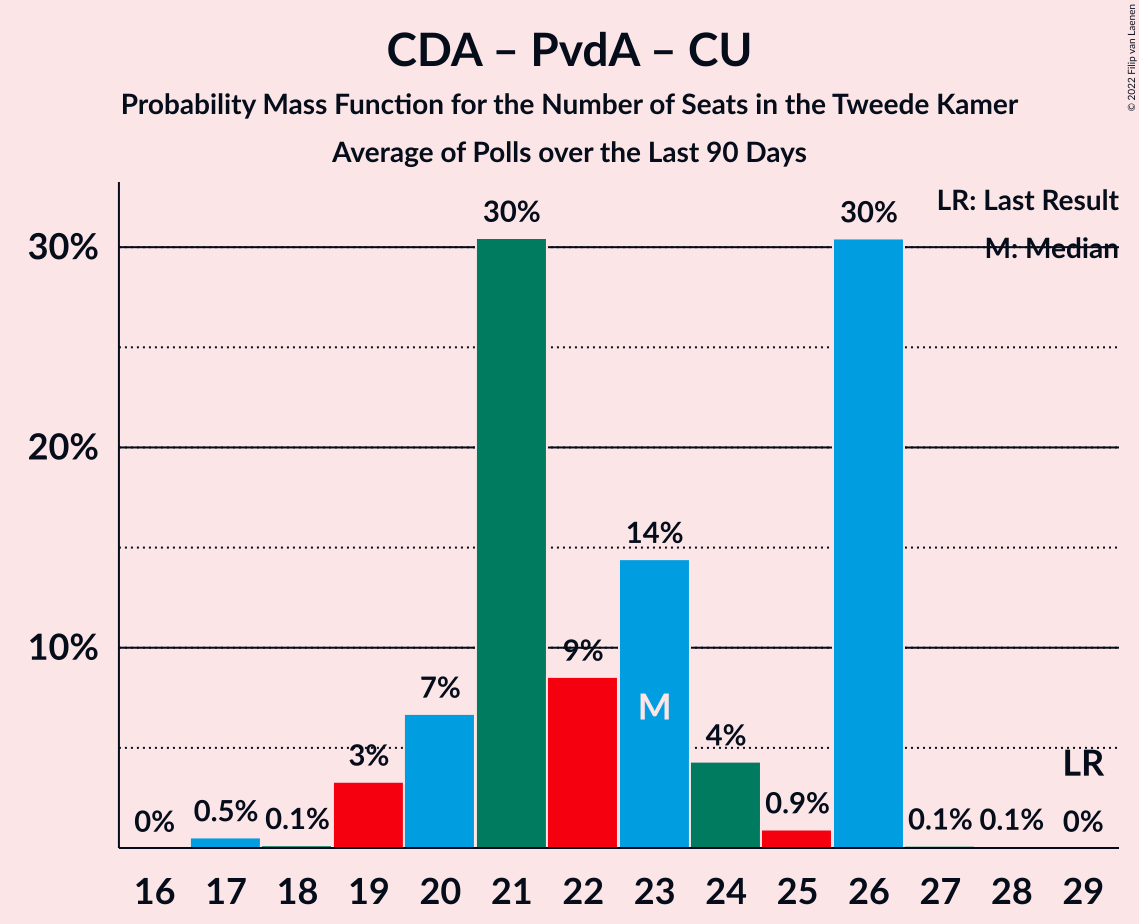 CDA – PvdA – CU
Probability Mass Function for the Number of Seats in the Tweede Kamer
Average of Polls over the Last 90 Days
© 2022 Filip van Laenen
LR: Last Result
M: Median
30%
20%
10%
0%
0.5%
0.1%
3%
7%
30%
9%
14%
M
4%
0.9%
30%
0.1%
0.1%
LR
0%
16 17 18 19 20 21 22 23 24 25 26 27 28 29